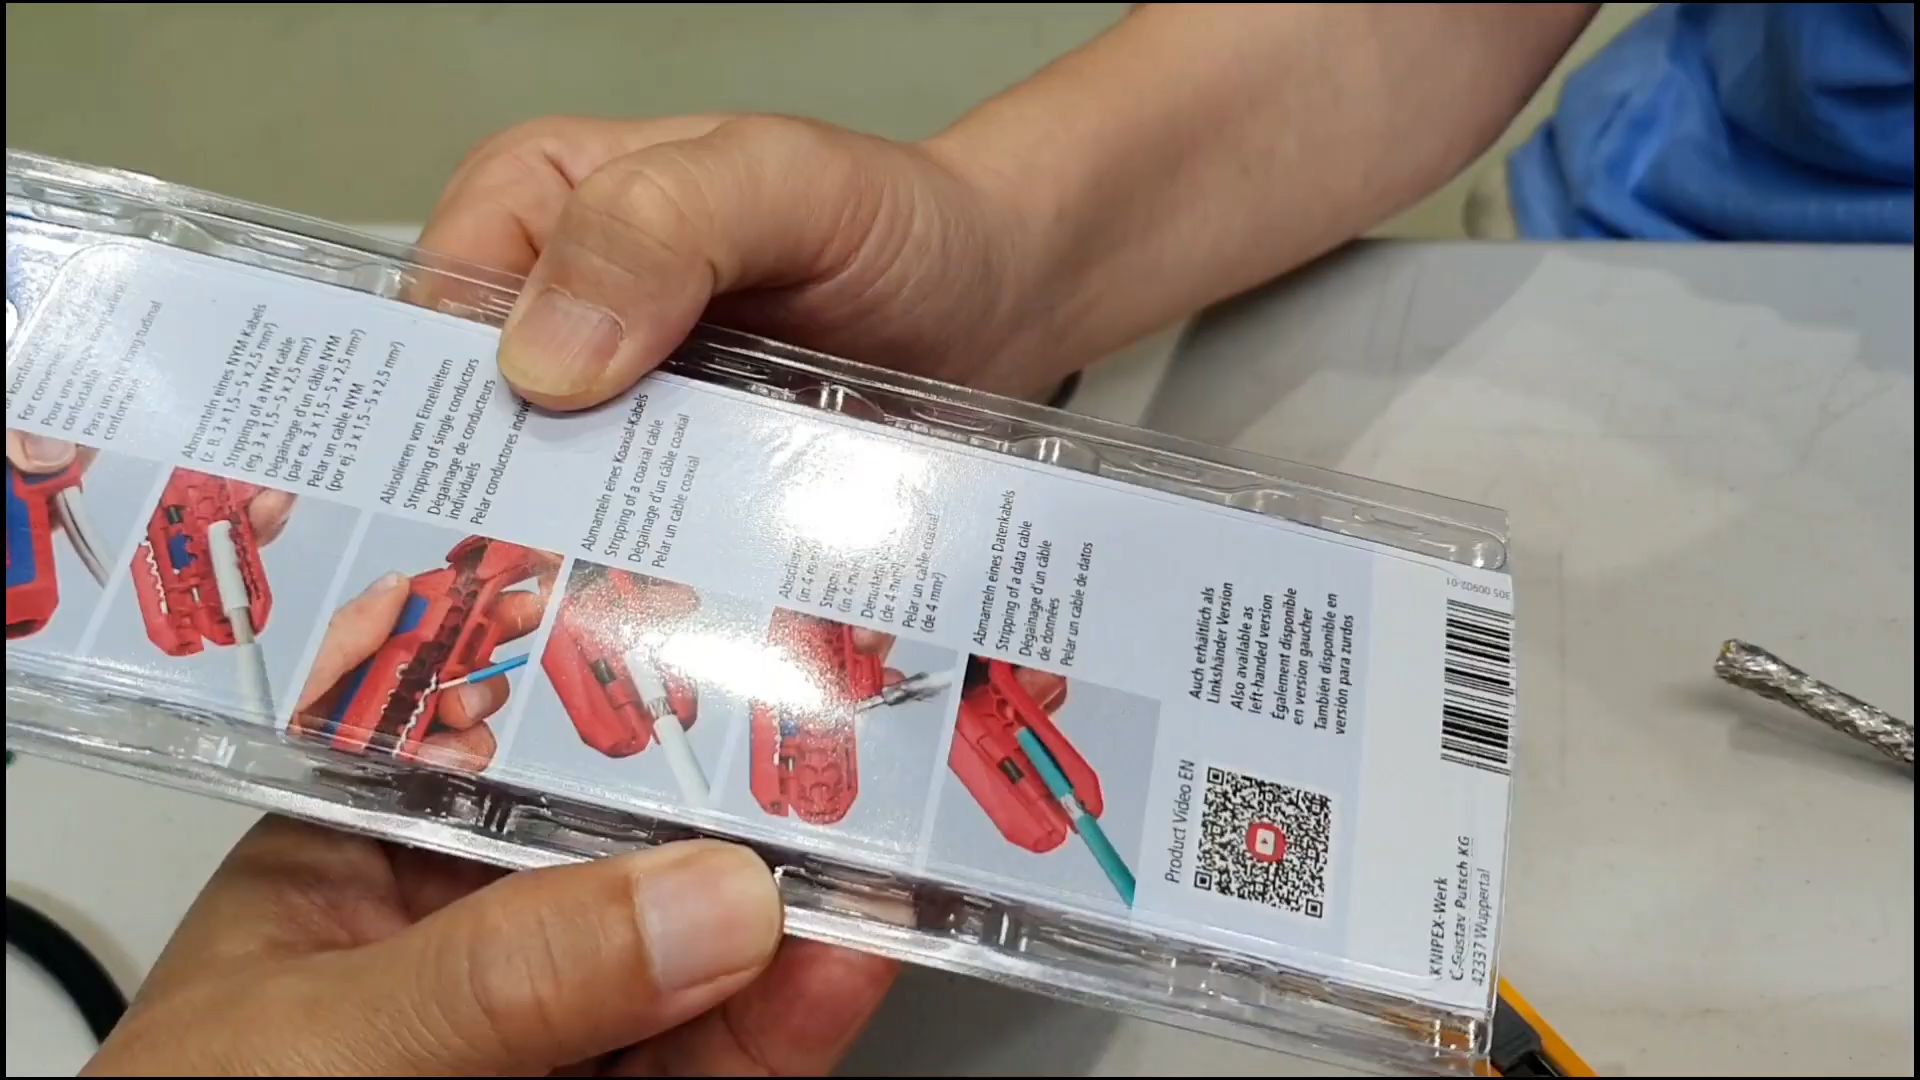 For
Pour une
confortable
Para un
longitudinal
Abmanteln eines NYM Kabels
(z. B. 3 x 1,5 – 5 x 2,5 mm²)
Stripping of a NYM cable
(eg. 3 x 1,5 – 5 x 2,5 mm²)
Dégainage d'un câble NYM
(par ex. 3 x 1,5 – 5 x 2,5 mm²)
Pelar un cable NYM
(por ej. 3 x 1,5 – 5 x 2,5 mm²)
Abisolieren von Einzelleitern
Stripping of single conductors
Dégainage de conducteurs
individuels
Pelar conductores
Abmanteln eines Koaxial-Kabels
Stripping of a coaxial cable
Dégainage d'un câble coaxial
Pelar un cable coaxial
Pelar un cable coaxial
(de 4 mm²)
Abmanteln eines Datenkabels
Stripping of a data cable
Dégainage d'un câble
de données
Pelar un cable de datos
Auch erhältlich als
Linkshänder Version
Also available as
left-handed version
Également disponible
en version gaucher
También disponible en
versión para zurdos
Product Video EN
KNIPEX-Werk
C. Gustav Putsch KG
42337 Wuppertal